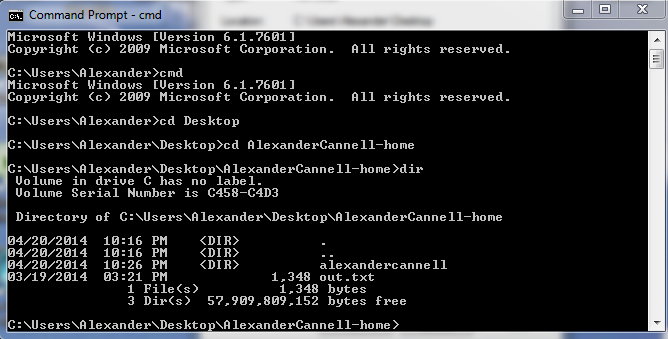 Command Prompt - cmd
Microsoft Windows [Version 6.1.7601]
Copyright (c) 2009 Microsoft Corporation.  All rights reserved.
C:\Users\Alexander>cmd
Microsoft Windows [Version 6.1.7601]
Copyright (c) 2009 Microsoft Corporation.  All rights reserved.
C:\Users\Alexander>cd Desktop
C:\Users\Alexander\Desktop>cd AlexanderCannell-home
C:\Users\Alexander\Desktop\AlexanderCannell-home>dir
 Volume in drive C has no label.
 Volume Serial Number is C458-C4D3
 Directory of C:\Users\Alexander\Desktop\AlexanderCannell-home
04/20/2014  10:16 PM    <DIR>          .
04/20/2014  10:16 PM    <DIR>          ..
04/20/2014  10:26 PM    <DIR>          alexandercannell
03/19/2014  03:21 PM             1,348 out.txt
               1 File(s)          1,348 bytes
               3 Dir(s)  57,909,809,152 bytes free
C:\Users\Alexander\Desktop\AlexanderCannell-home>